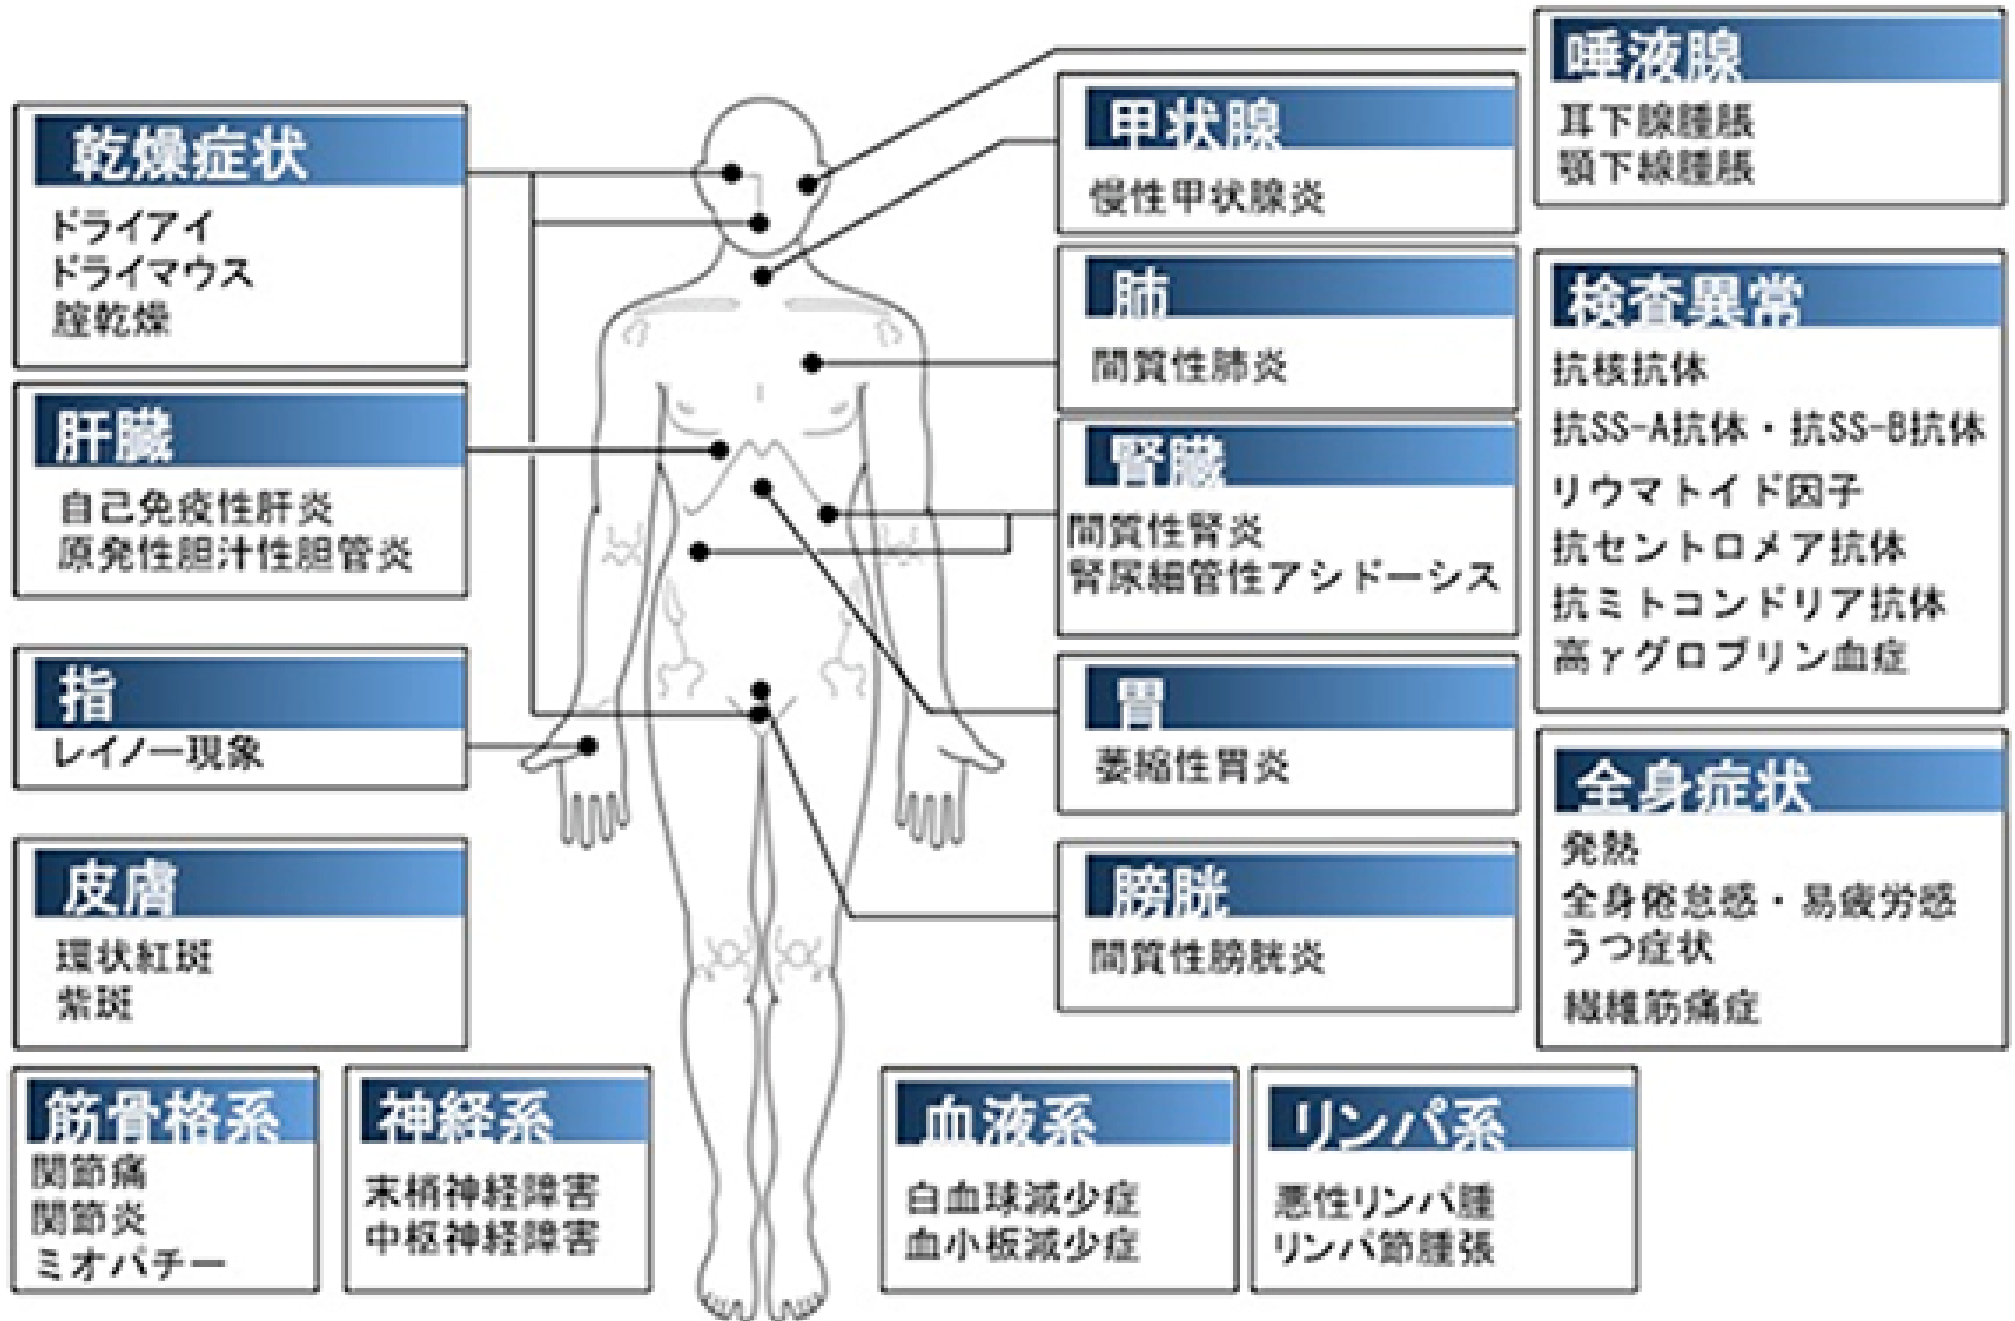 乾燥症状
ドライアイ
ドライマウス
腟乾燥
肝臓
自己免疫性肝炎
原発性胆汁性胆管炎
指
レイノー現象
皮膚
環状紅斑
紫斑
筋骨格系
関節痛
関節炎
ミオパチー
神経系
末梢神経障害
中枢神経障害
甲状腺
慢性甲状腺炎
肺
間質性肺炎
腎臓
間質性腎炎
腎尿細管性アシドーシス
胃
萎縮性胃炎
膀胱
間質性膀胱炎
血液系
白血球減少症
血小板減少症
リンパ系
悪性リンパ腫
リンパ節腫張
唾液腺
耳下腺腫脹
顎下線腫脹
検査異常
抗核抗体
抗SS-A抗体・抗SS-B抗体
リウマトイド因子
抗セントロメア抗体
抗ミトコンドリア抗体
高γグロブリン血症
全身症状
発熱
全身倦怠感・易疲労感
うつ症状
繊維筋痛症